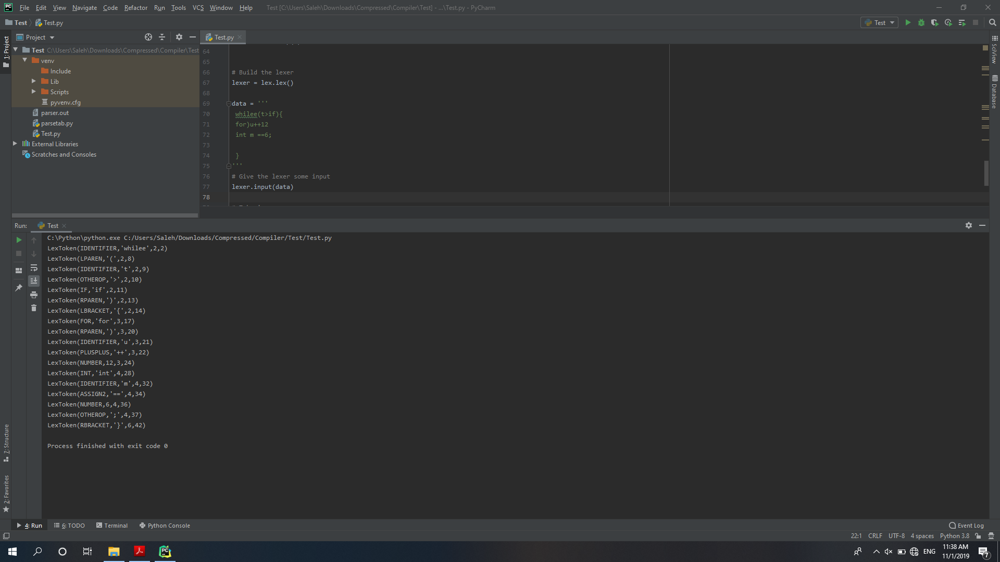 PC File Edit View Navigate Code Refactor Run Tools VCS Window Help Test [C:\Users\Saleh\Downloads\Compressed\Compiler\Test] - ...\Test.py - PyCharm
Test Test.py Test
1: Project Project Test.py
Test C:\Users\Saleh\Downloads\Compressed\Compiler\Test
venv
Include
Lib
Scripts
pyvenv.cfg
parser.out
parsetab.py
Test.py
External Libraries
Scratches and Consoles
64
65
66 # Build the lexer
67 lexer = lex.lex()
68
69 data = '''
70 whilee(t>if){
71 for)u++12
72 int m ==6;
73
74 }
75 '''
76 # Give the lexer some input
77 lexer.input(data)
78
SciView
Database
Run: Test
C:\Python\python.exe C:/Users/Saleh/Downloads/Compressed/Compiler/Test/Test.py
LexToken(IDENTIFIER,'whilee',2,2)
LexToken(LPAREN,'(',2,8)
LexToken(IDENTIFIER,'t',2,9)
LexToken(OTHEROP,'>',2,10)
LexToken(IF,'if',2,11)
LexToken(RPAREN,')',2,13)
LexToken(LBRACKET,'{',2,14)
LexToken(FOR,'for',3,17)
LexToken(RPAREN,')',3,20)
LexToken(IDENTIFIER,'u',3,21)
LexToken(PLUSPLUS,'++',3,22)
LexToken(NUMBER,12,3,24)
LexToken(INT,'int',4,28)
LexToken(IDENTIFIER,'m',4,32)
LexToken(ASSIGN2,'==',4,34)
LexToken(NUMBER,6,4,36)
LexToken(OTHEROP,';',4,37)
LexToken(RBRACKET,'}',6,42)
Process finished with exit code 0
7: Structure
2: Favorites
4: Run 6: TODO Terminal Python Console Event Log
22:1 CRLF UTF-8 4 spaces Python 3.8
PC ENG 11:38 AM
11/1/2019 7